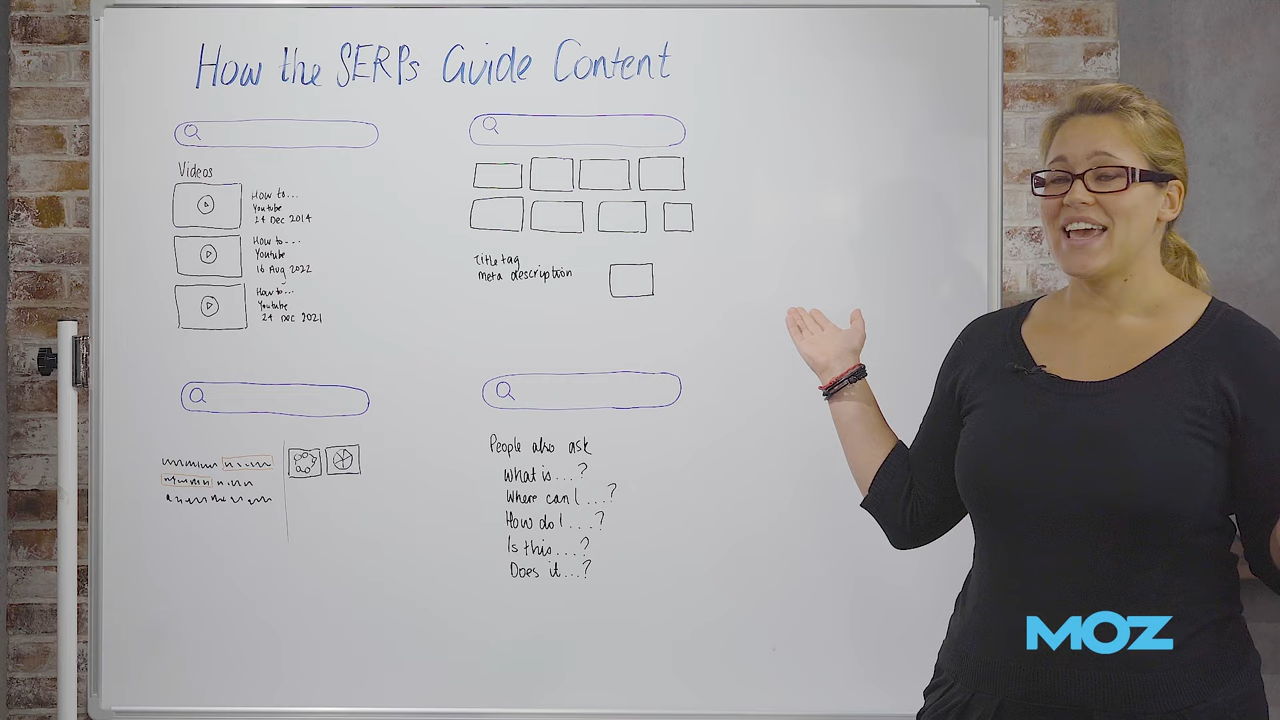 How the SERPs Guide Content
Videos
How to...
Youtube
24 Dec 2014
How to...
Youtube
16 Aug 2022
How to...
Youtube
24 Dec 2021
Title tag
meta description
People also ask
What is...?
Where can I...?
How do I...?
Is this...?
Does it...?
MOZ